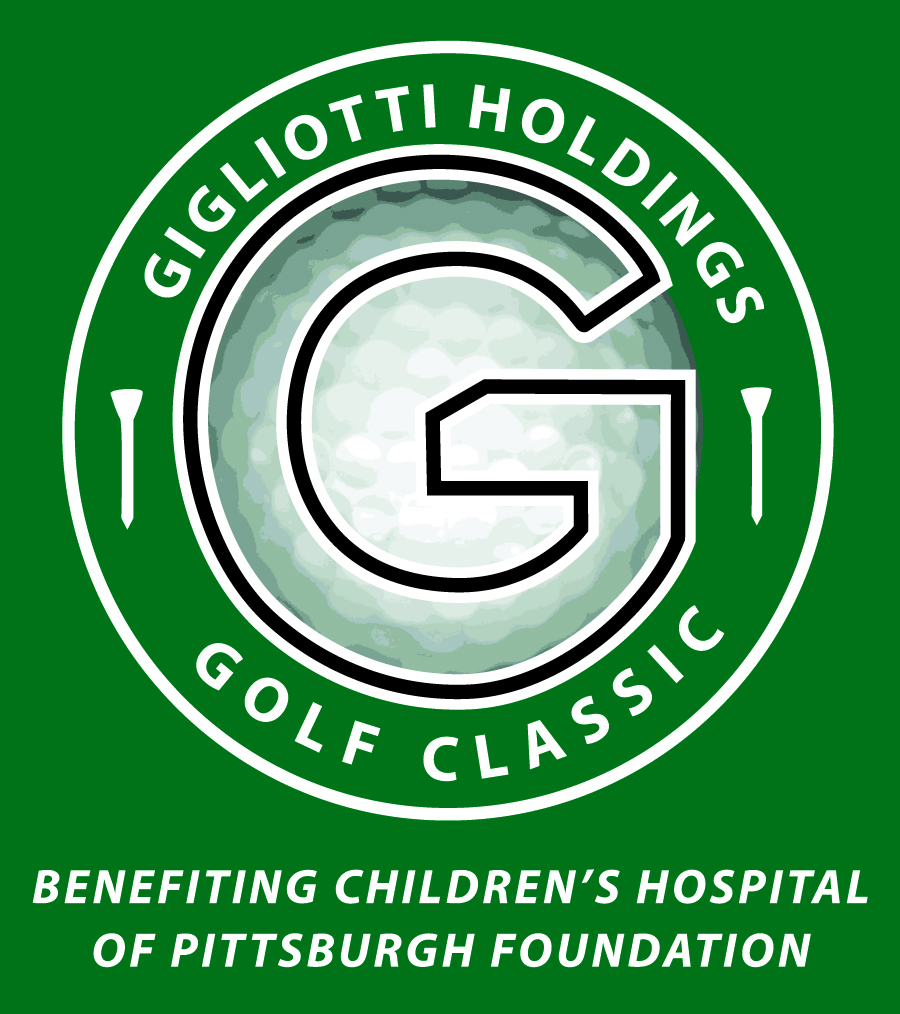 GIGLIOTTI HOLDINGS
G
GOLF CLASSIC
BENEFITING CHILDREN'S HOSPITAL
OF PITTSBURGH FOUNDATION